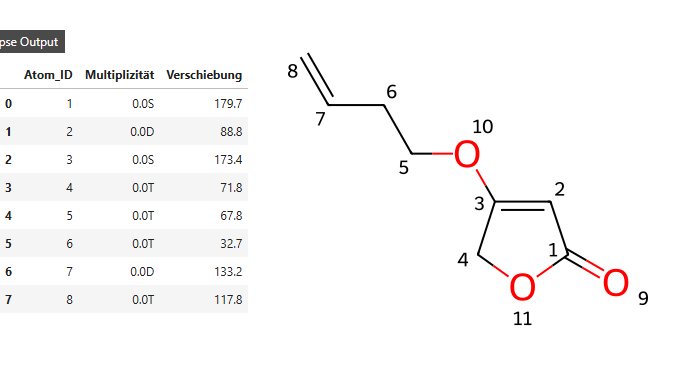 pse Output
Atom_ID Multiplizität Verschiebung
0 1 0.0S 179.7
1 2 0.0D 88.8
2 3 0.0S 173.4
3 4 0.0T 71.8
4 5 0.0T 67.8
5 6 0.0T 32.7
6 7 0.0D 133.2
7 8 0.0T 117.8
8
7
6
10
5
O
2
3
1
4
O
O
9
11